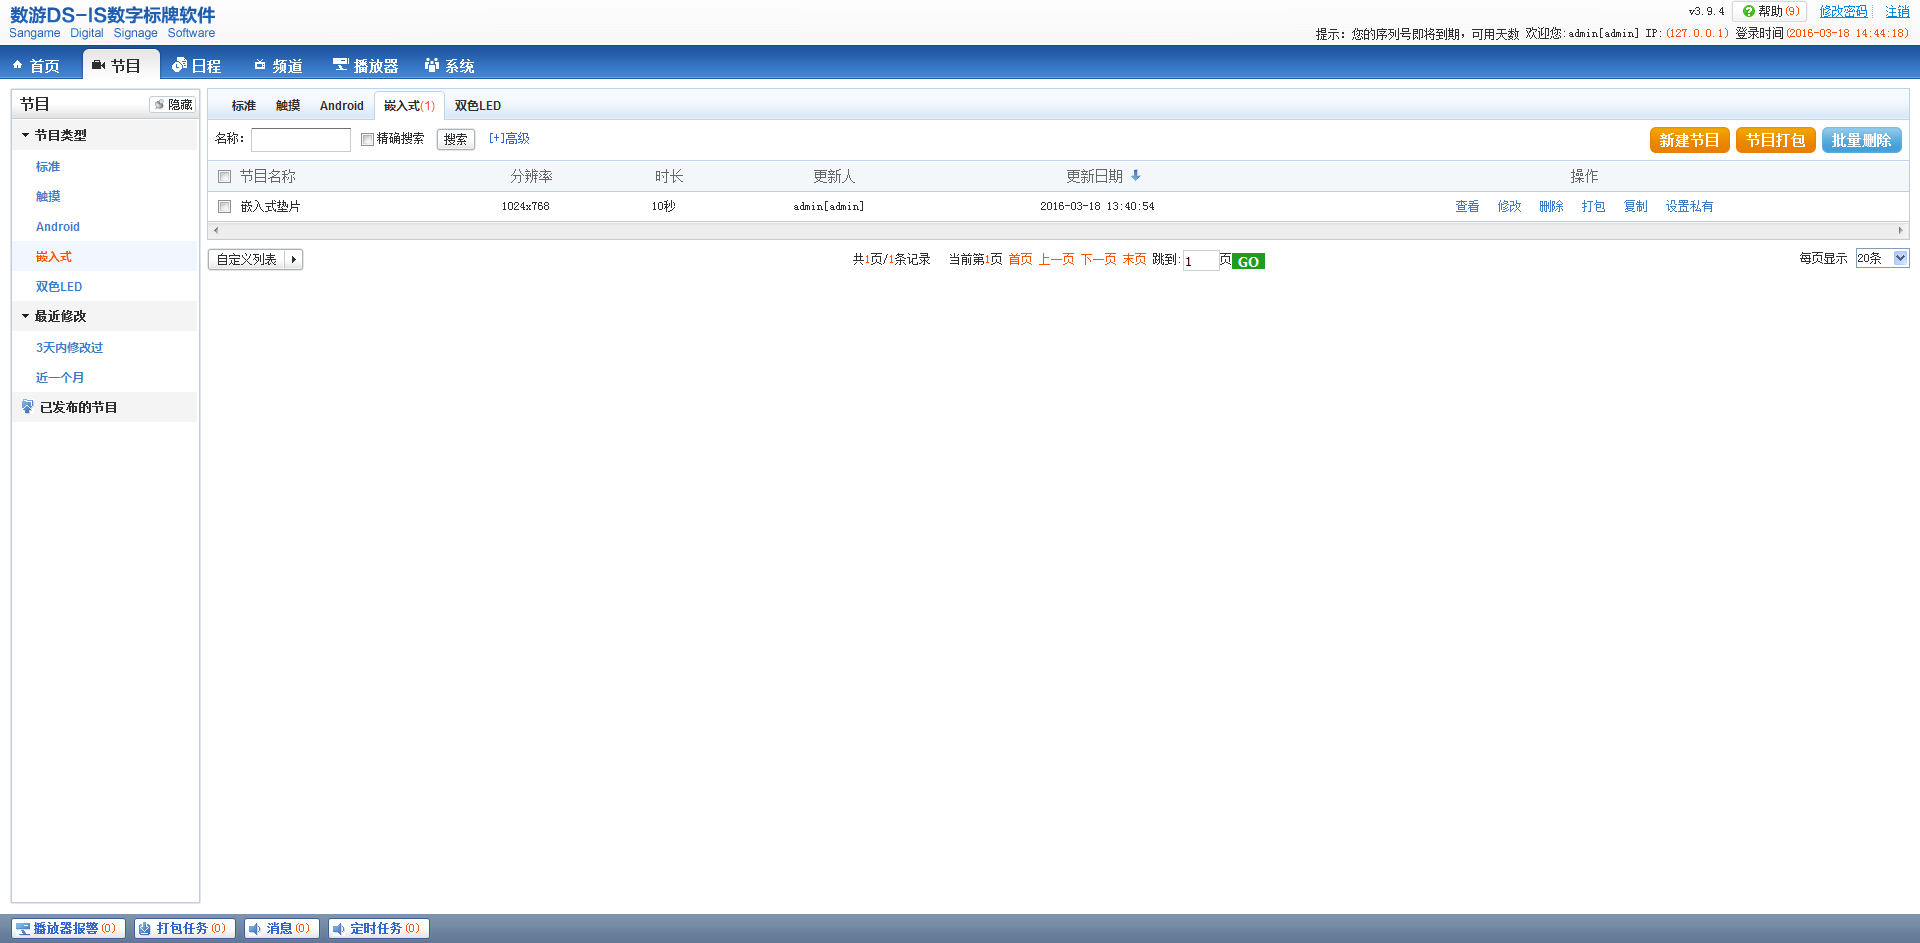 数游DS-IS数字标牌软件
Sangame Digital Signage Software
v3.9.4 帮助(9) 修改密码 注销
提示：您的序列号即将到期，可用天数 欢迎您:admin[admin] IP:(127.0.0.1) 登录时间(2016-03-18 14:44:18)
首页 节目 日程 频道 播放器 系统
节目 隐藏
节目类型
标准
触摸
Android
嵌入式
双色LED
最近修改
3天内修改过
近一个月
已发布的节目
标准 触摸 Android 嵌入式(1) 双色LED
名称: 精确搜索 搜索 [+]高级 新建节目 节目打包 批量删除
节目名称 分辨率 时长 更新人 更新日期 操作
嵌入式垫片 1024x768 10秒 admin[admin] 2016-03-18 13:40:54 查看 修改 删除 打包 复制 设置私有
自定义列表 共1页/1条记录 当前第1页 首页 上一页 下一页 末页 跳到: 1 页 GO 每页显示 20条
播放器报警(0) 打包任务(0) 消息(0) 定时任务(0)